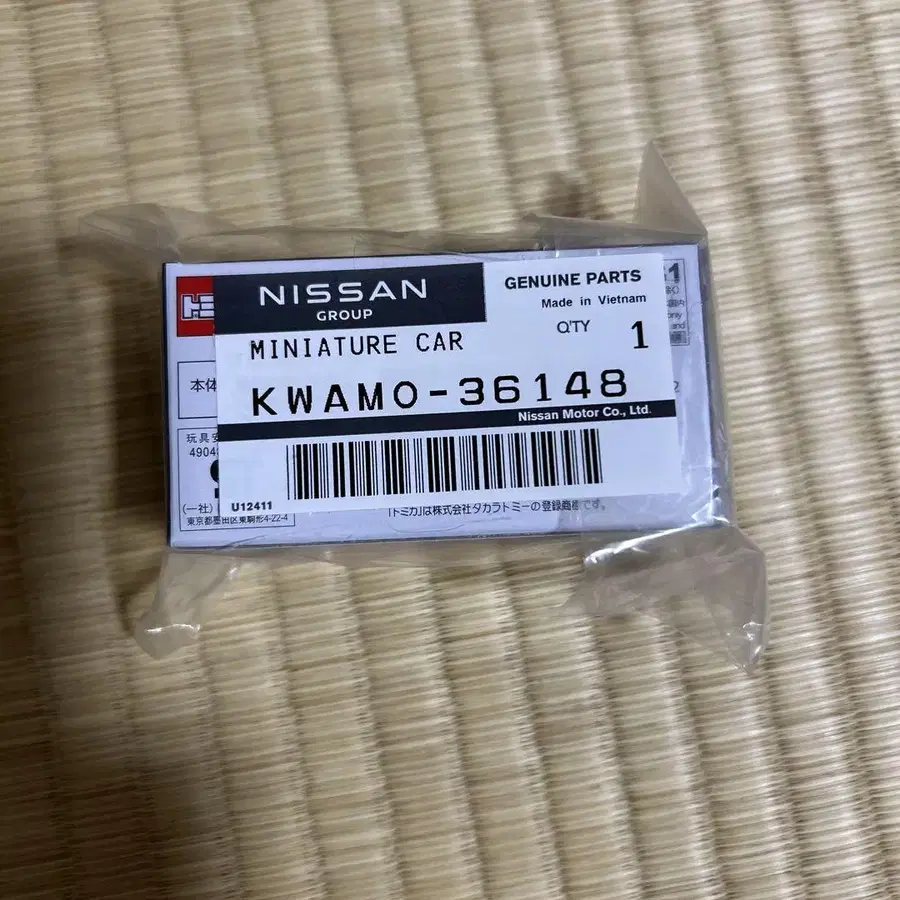 NISSAN
GROUP
GENUINE PARTS
Made in Vietnam
MINIATURE CAR
Q'TY 1
KWAMO-36148
Nissan Motor Co., Ltd.
本体
玩具安
4904
U12411
(一社)
東京都墨田区東駒形4-22-4
「トミカ」は株式会社タカラトミーの登録商標です。